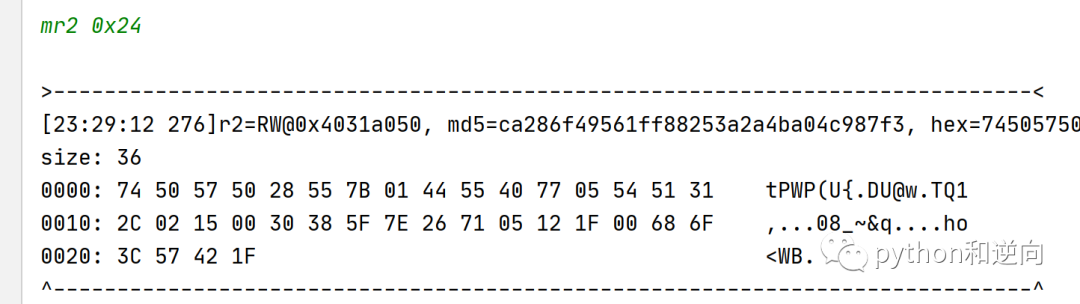 mr2 0x24
>-----------------------------------------------------------------------------<
[23:29:12 276]r2=RW@0x4031a050, md5=ca286f49561ff88253a2a4ba04c987f3, hex=74505750
size: 36
0000: 74 50 57 50 28 55 7B 01 44 55 40 77 05 54 51 31    tPWP(U{.DU@w.TQ1
0010: 2C 02 15 00 30 38 5F 7E 26 71 05 12 1F 00 68 6F    ,...08_~&q....ho
0020: 3C 57 42 1F                                        <WB.
python和逆向
^-----------------------------------------------------------------------------^